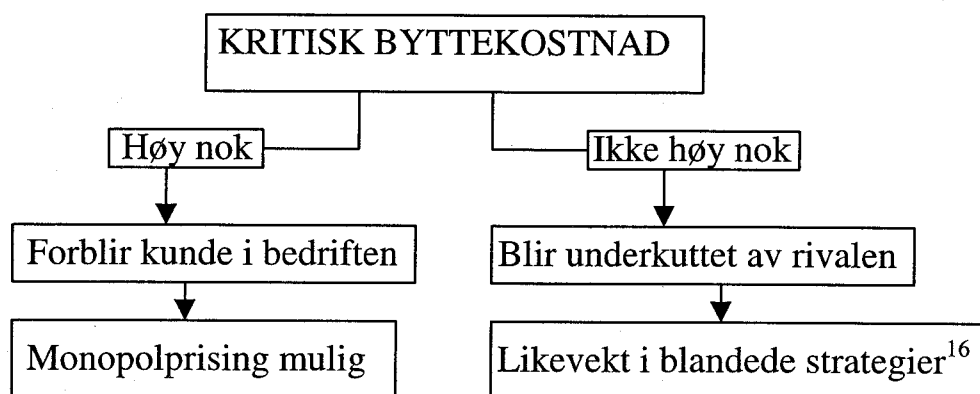 KRITISK BYTTEKOSTNAD
Høy nok
Ikke høy nok
Forblir kunde i bedriften
Blir underkuttet av rivalen
Monopolprising mulig
Likevekt i blandede strategier16